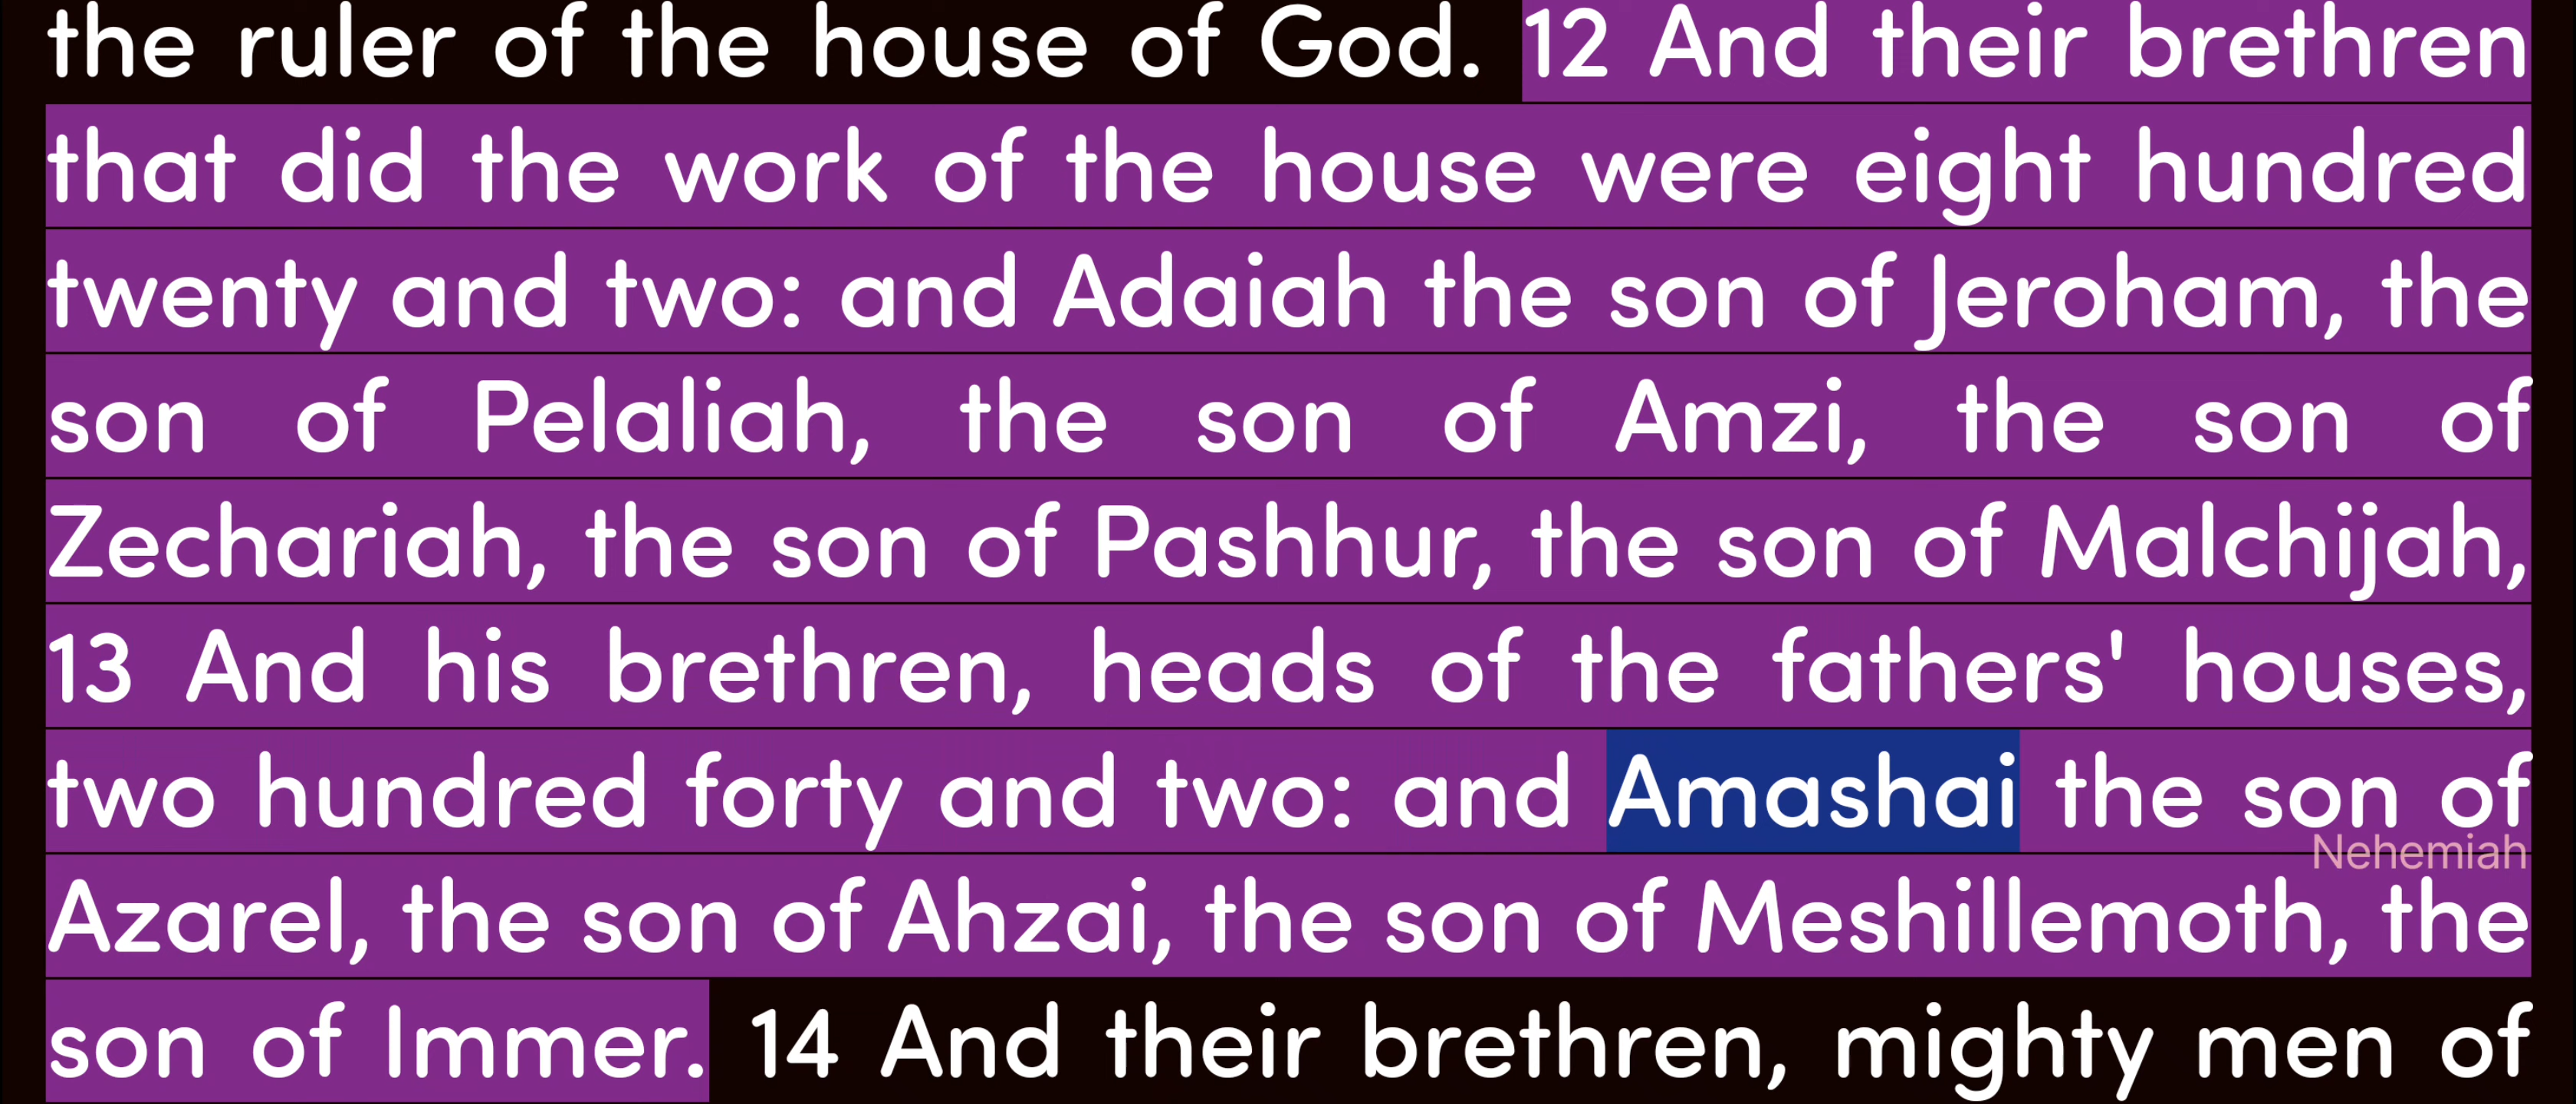 the ruler of the house of God. 12 And their brethren
that did the work of the house were eight hundred
twenty and two: and Adaiah the son of Jeroham, the
son of Pelaliah, the son of Amzi, the son of
Zechariah, the son of Pashhur, the son of Malchijah,
13 And his brethren, heads of the fathers' houses,
two hundred forty and two: and Amashai the son of
Nehemiah
Azarel, the son of Ahzai, the son of Meshillemoth, the
son of Immer. 14 And their brethren, mighty men of